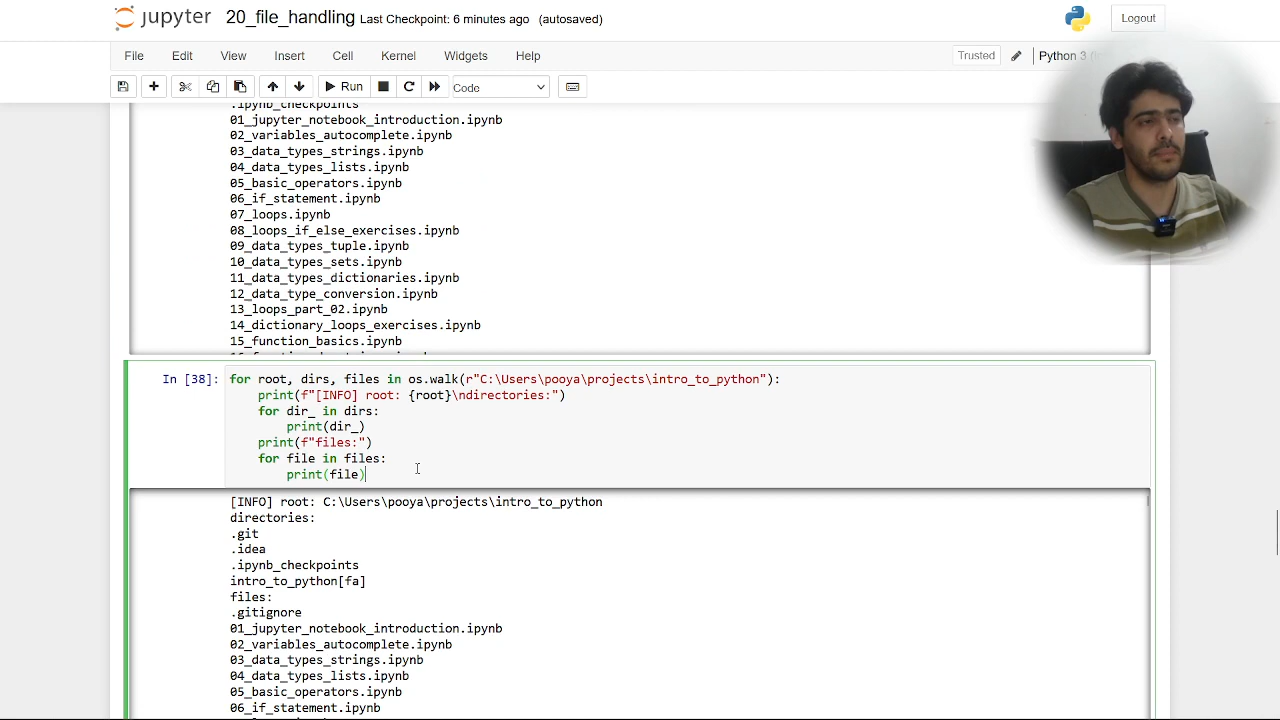 jupyter 20_file_handling Last Checkpoint: 6 minutes ago (autosaved) Logout
File Edit View Insert Cell Kernel Widgets Help Trusted Python 3
Run Code
.ipynb_checkpoints
01_jupyter_notebook_introduction.ipynb
02_variables_autocomplete.ipynb
03_data_types_strings.ipynb
04_data_types_lists.ipynb
05_basic_operators.ipynb
06_if_statement.ipynb
07_loops.ipynb
08_loops_if_else_exercises.ipynb
09_data_types_tuple.ipynb
10_data_types_sets.ipynb
11_data_types_dictionaries.ipynb
12_data_type_conversion.ipynb
13_loops_part_02.ipynb
14_dictionary_loops_exercises.ipynb
15_function_basics.ipynb
In [38]: for root, dirs, files in os.walk(r"C:\Users\pooya\projects\intro_to_python"):
print(f"[INFO] root: {root}\ndirectories:")
for dir_ in dirs:
print(dir_)
print(f"files:")
for file in files:
print(file)
[INFO] root: C:\Users\pooya\projects\intro_to_python
directories:
.git
.idea
.ipynb_checkpoints
intro_to_python[fa]
files:
.gitignore
01_jupyter_notebook_introduction.ipynb
02_variables_autocomplete.ipynb
03_data_types_strings.ipynb
04_data_types_lists.ipynb
05_basic_operators.ipynb
06_if_statement.ipynb